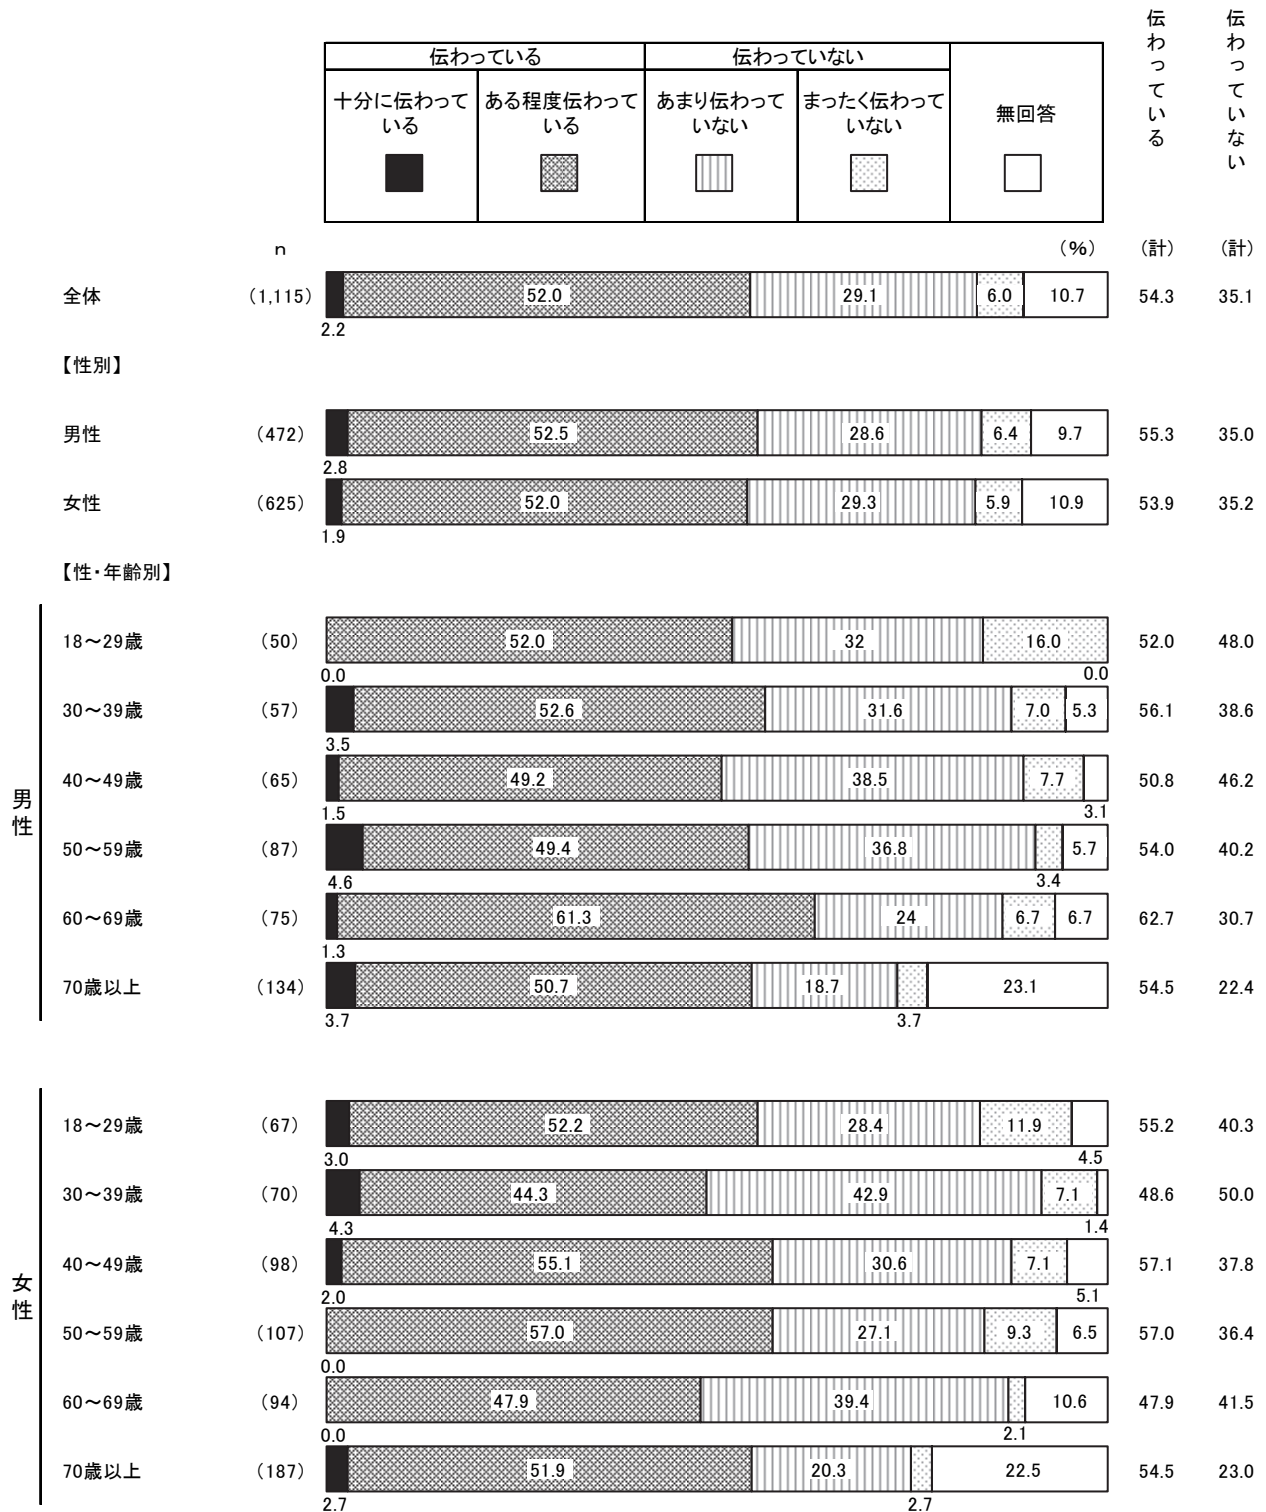 伝わっている
伝わっていない
伝わっている 伝わっていない
十分に伝わって
いる
ある程度伝わって
いる
あまり伝わって
いない
まったく伝わって
いない
無回答
n (%) (計) (計)
全体 (1,115) 52.0 29.1 6.0 10.7 54.3 35.1
2.2
【性別】
男性 (472) 52.5 28.6 6.4 9.7 55.3 35.0
2.8
女性 (625) 52.0 29.3 5.9 10.9 53.9 35.2
1.9
【性・年齢別】
男性
18～29歳 (50) 52.0 32 16.0 52.0 48.0
0.0 0.0
30～39歳 (57) 52.6 31.6 7.0 5.3 56.1 38.6
3.5
40～49歳 (65) 49.2 38.5 7.7 50.8 46.2
1.5 3.1
50～59歳 (87) 49.4 36.8 5.7 54.0 40.2
4.6 3.4
60～69歳 (75) 61.3 24 6.7 6.7 62.7 30.7
1.3
70歳以上 (134) 50.7 18.7 23.1 54.5 22.4
3.7 3.7
女性
18～29歳 (67) 52.2 28.4 11.9 55.2 40.3
3.0 4.5
30～39歳 (70) 44.3 42.9 7.1 48.6 50.0
4.3 1.4
40～49歳 (98) 55.1 30.6 7.1 57.1 37.8
2.0 5.1
50～59歳 (107) 57.0 27.1 9.3 6.5 57.0 36.4
0.0
60～69歳 (94) 47.9 39.4 10.6 47.9 41.5
0.0 2.1
70歳以上 (187) 51.9 20.3 22.5 54.5 23.0
2.7 2.7